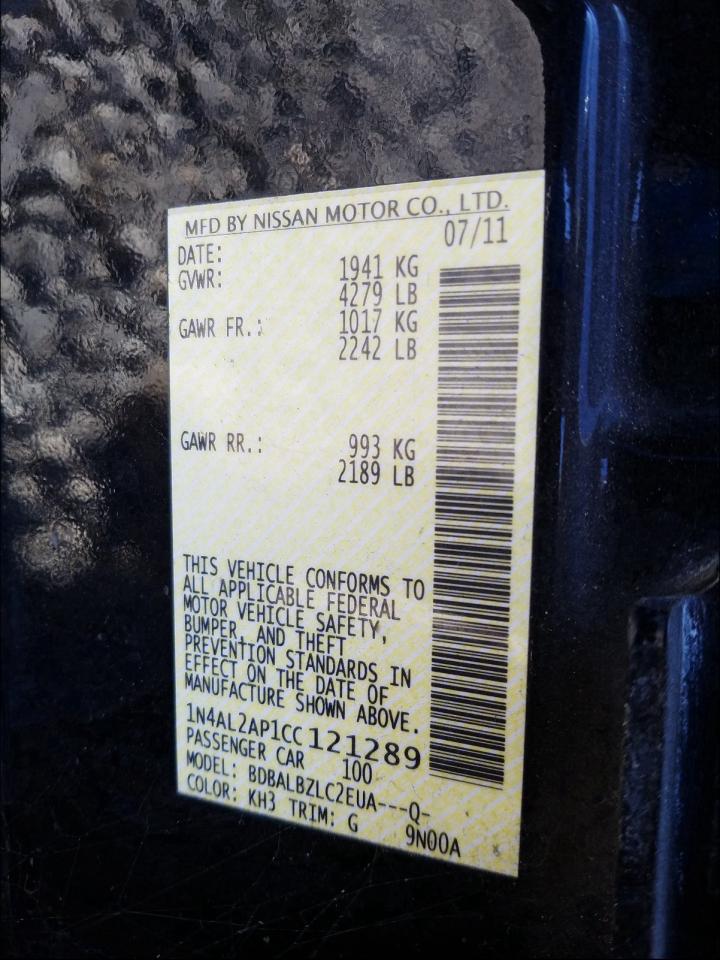 MFD BY NISSAN MOTOR CO., LTD.
DATE: 07/11
GVWR: 1941 KG
4279 LB
GAWR FR.: 1017 KG
2242 LB
GAWR RR.: 993 KG
2189 LB
THIS VEHICLE CONFORMS TO
ALL APPLICABLE FEDERAL
MOTOR VEHICLE SAFETY,
BUMPER, AND THEFT
PREVENTION STANDARDS IN
EFFECT ON THE DATE OF
MANUFACTURE SHOWN ABOVE.
1N4AL2AP1CC121289
PASSENGER CAR 100
MODEL: BDBALBZLC2EUA---Q-
COLOR: KH3 TRIM: G 9N00A